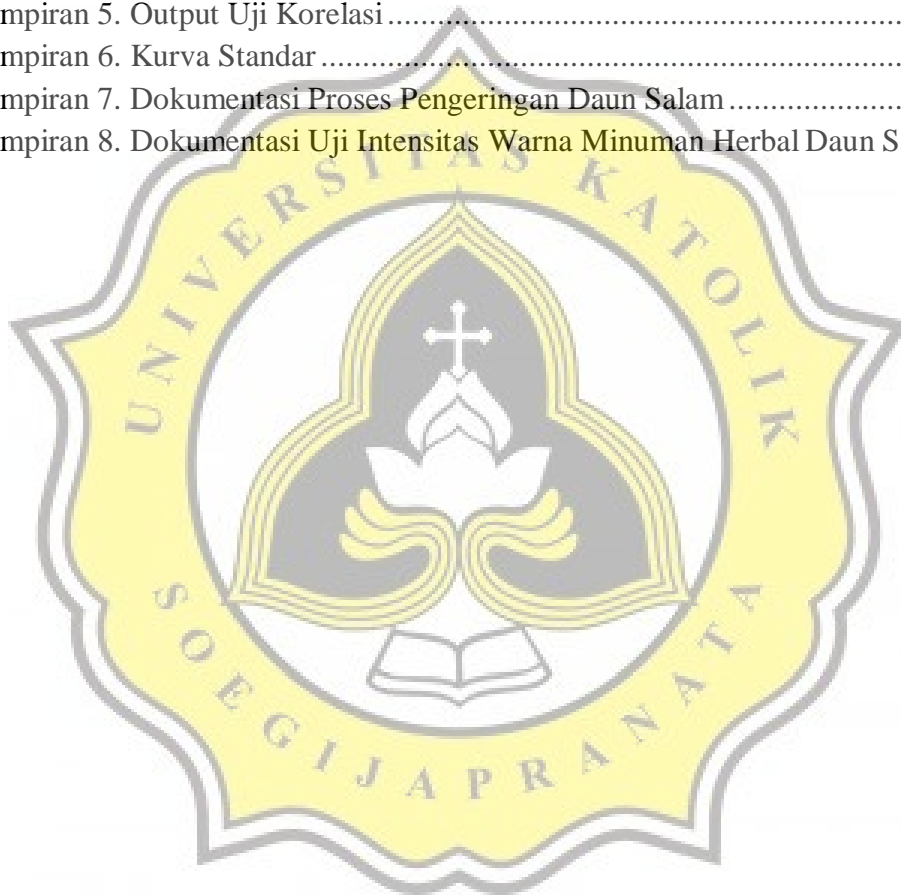 mpiran 5. Output Uji Korelasi ......................................................................
mpiran 6. Kurva Standar ..............................................................................
mpiran 7. Dokumentasi Proses Pengeringan Daun Salam .....................
mpiran 8. Dokumentasi Uji Intensitas Warna Minuman Herbal Daun S
UNIVERSITAS KATOLIK
SOEGIJAPRANATA